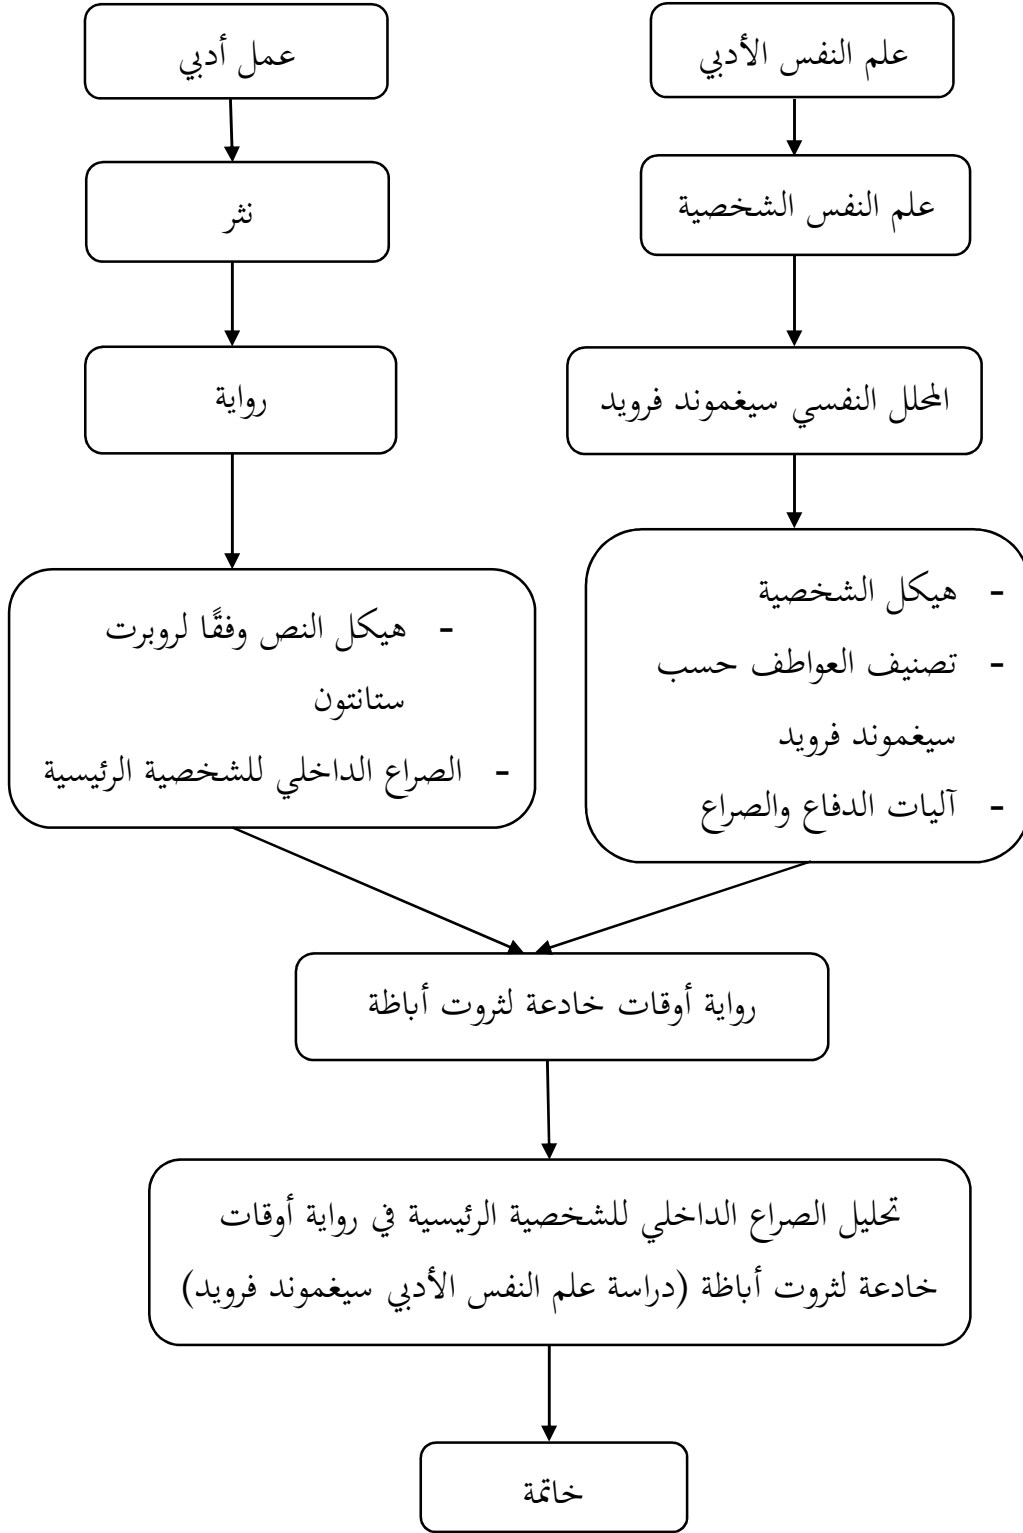 علم النفس الأدبي
عمل أدبي
علم النفس الشخصية
نثر
المحلل النفسي سيغموند فرويد
رواية
- هيكل الشخصية
- تصنيف العواطف حسب
سيغموند فرويد
- آليات الدفاع والصراع
- هيكل النص وفقًا لروبرت
ستانتون
- الصراع الداخلي للشخصية الرئيسية
رواية أوقات خادعة لثروت أباظة
تحليل الصراع الداخلي للشخصية الرئيسية في رواية أوقات
خادعة لثروت أباظة (دراسة علم النفس الأدبي سيغموند فرويد)
خاتمة